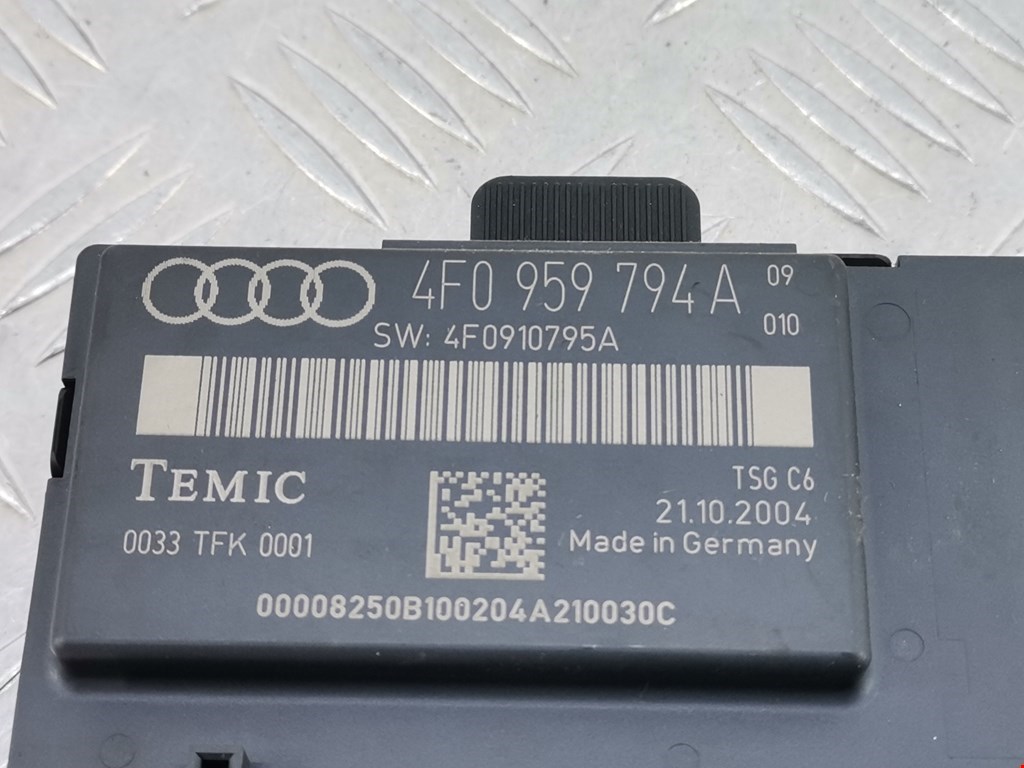 4F0 959 794 A 09
010
SW: 4F0910795A
TEMIC
TSG C6
21.10.2004
0033 TFK 0001
Made in Germany
00008250B100204A210030C